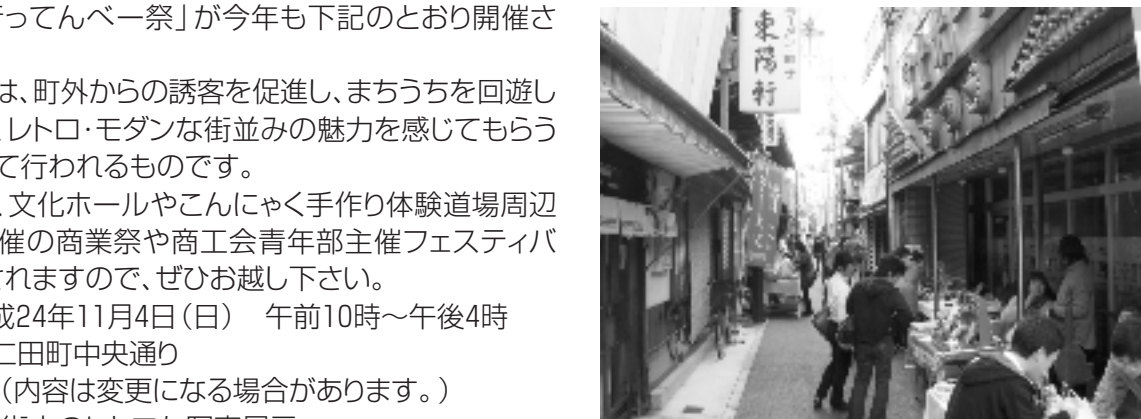 ってんべー祭」が今年も下記のとおり開催さ
は、町外からの誘客を促進し、まちうちを回遊し
レトロ・モダンな街並みの魅力を感じてもらう
て行われるものです。
文化ホールやこんにゃく手作り体験道場周辺
催の商業祭や商工会青年部主催フェスティバ
されますので、ぜひお越し下さい。
成24年11月4日（日）　午前10時～午後4時
仁田町中央通り
（内容は変更になる場合があります。）
東陽軒